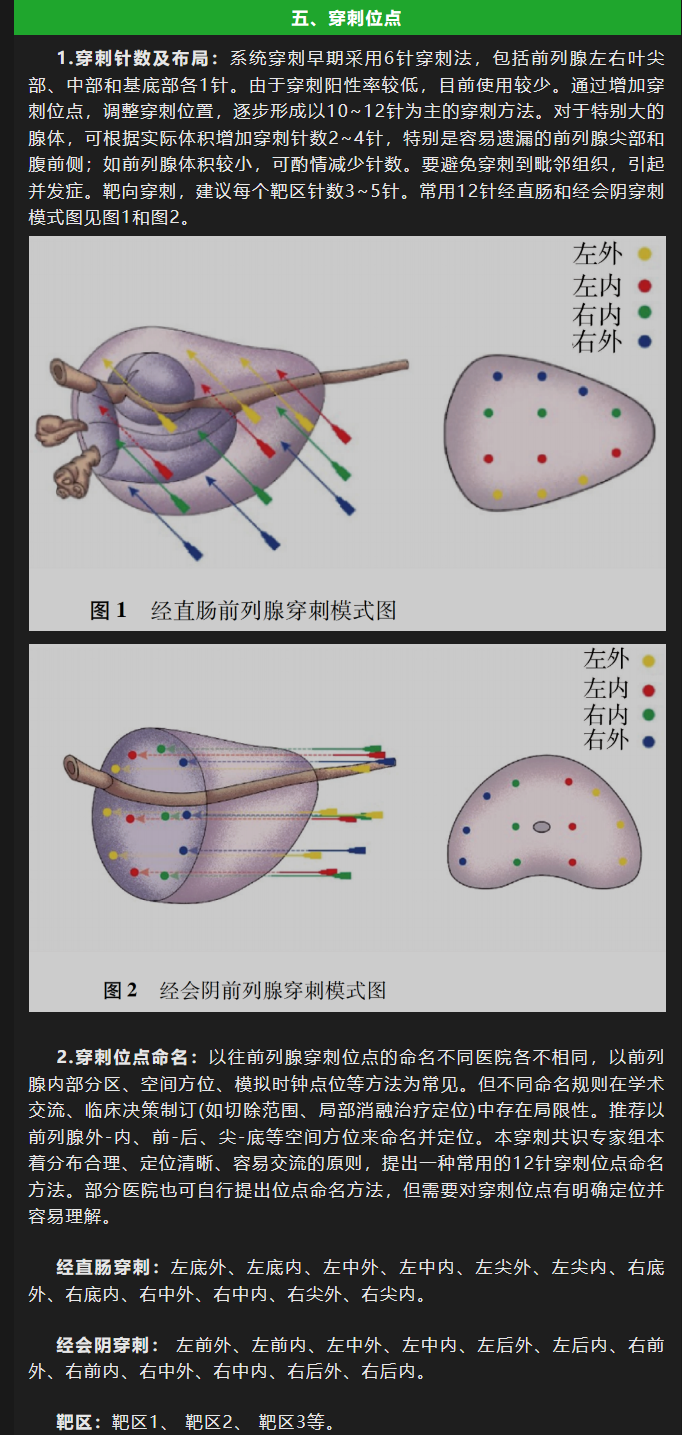 五、穿刺位点
1.穿刺针数及布局：系统穿刺早期采用6针穿刺法，包括前列腺左右叶尖
部、中部和基底部各1针。由于穿刺阳性率较低，目前使用较少。通过增加穿
刺位点，调整穿刺位置，逐步形成以10~12针为主的穿刺方法。对于特别大的
腺体，可根据实际体积增加穿刺针数2~4针，特别是容易遗漏的前列腺尖部和
腹前侧；如前列腺体积较小，可酌情减少针数。要避免穿刺到毗邻组织，引起
并发症。靶向穿刺，建议每个靶区针数3~5针。常用12针经直肠和经会阴穿刺
模式图见图1和图2。
左外
左内
右内
右外
图1 经直肠前列腺穿刺模式图
左外
左内
右内
右外
图2 经会阴前列腺穿刺模式图
2.穿刺位点命名：以往前列腺穿刺位点的命名不同医院各不相同，以前列
腺内部分区、空间方位、模拟时钟点位等方法为常见。但不同命名规则在学术
交流、临床决策制订(如切除范围、局部消融治疗定位)中存在局限性。推荐以
前列腺外-内、前-后、尖-底等空间方位来命名并定位。本穿刺共识专家组本
着分布合理、定位清晰、容易交流的原则，提出一种常用的12针穿刺位点命名
方法。部分医院也可自行提出位点命名方法，但需要对穿刺位点有明确定位并
容易理解。
经直肠穿刺：左底外、左底内、左中外、左中内、左尖外、左尖内、右底
外、右底内、右中外、右中内、右尖外、右尖内。
经会阴穿刺： 左前外、左前内、左中外、左中内、左后外、左后内、右前
外、右前内、右中外、右中内、右后外、右后内。
靶区：靶区1、 靶区2、 靶区3等。